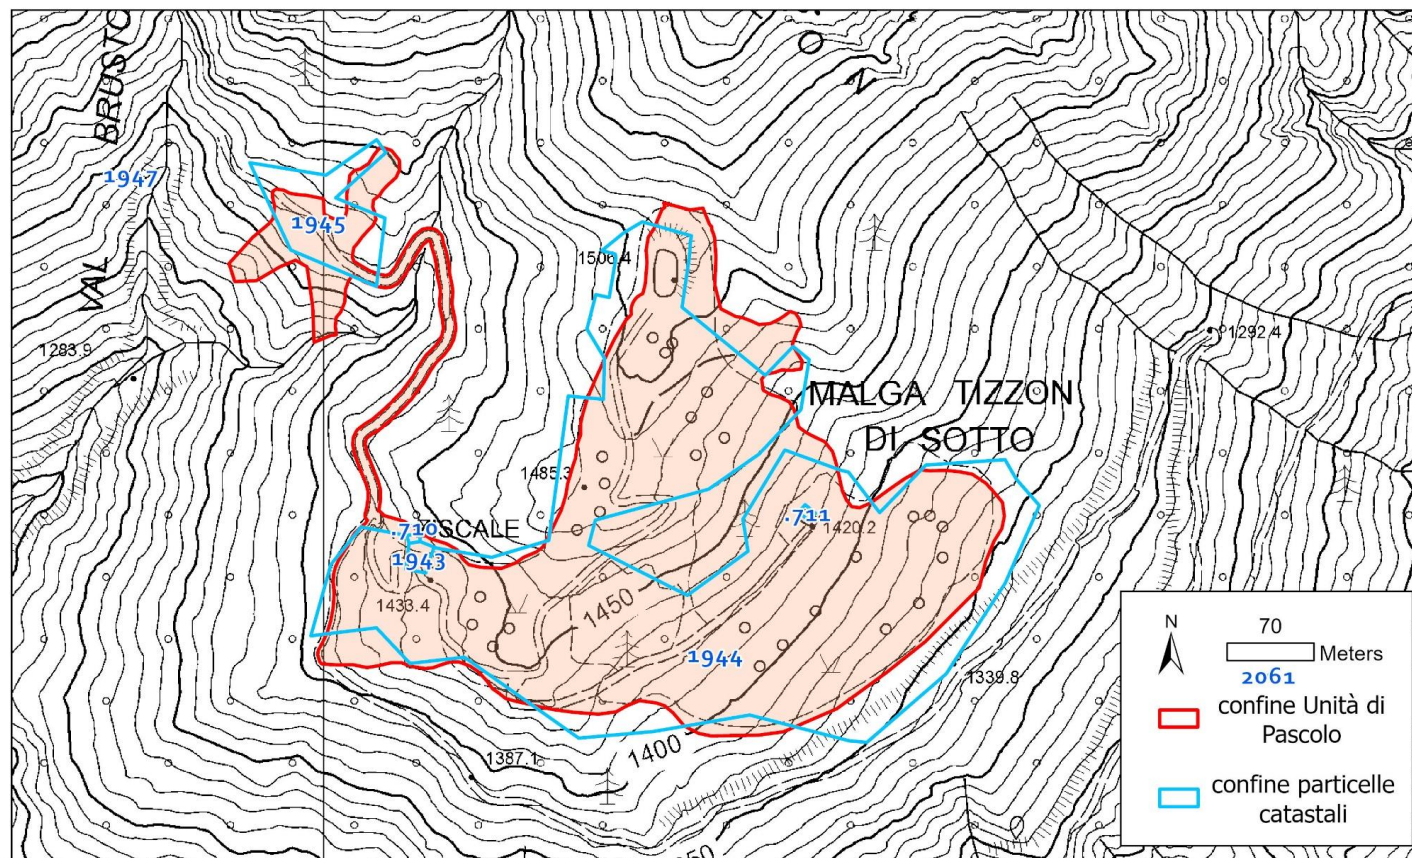 BRUSTO
VAL
O
N
1947
1945
1506.4
1283.9
1292.4
MALGA TIZZON
DI SOTTO
1485.3
.710
SCALE
1943
.711
1420.2
1433.4
1450
1944
1339.8
1400
1387.1
N
70
Meters
2061
confine Unità di
Pascolo
confine particelle
catastali